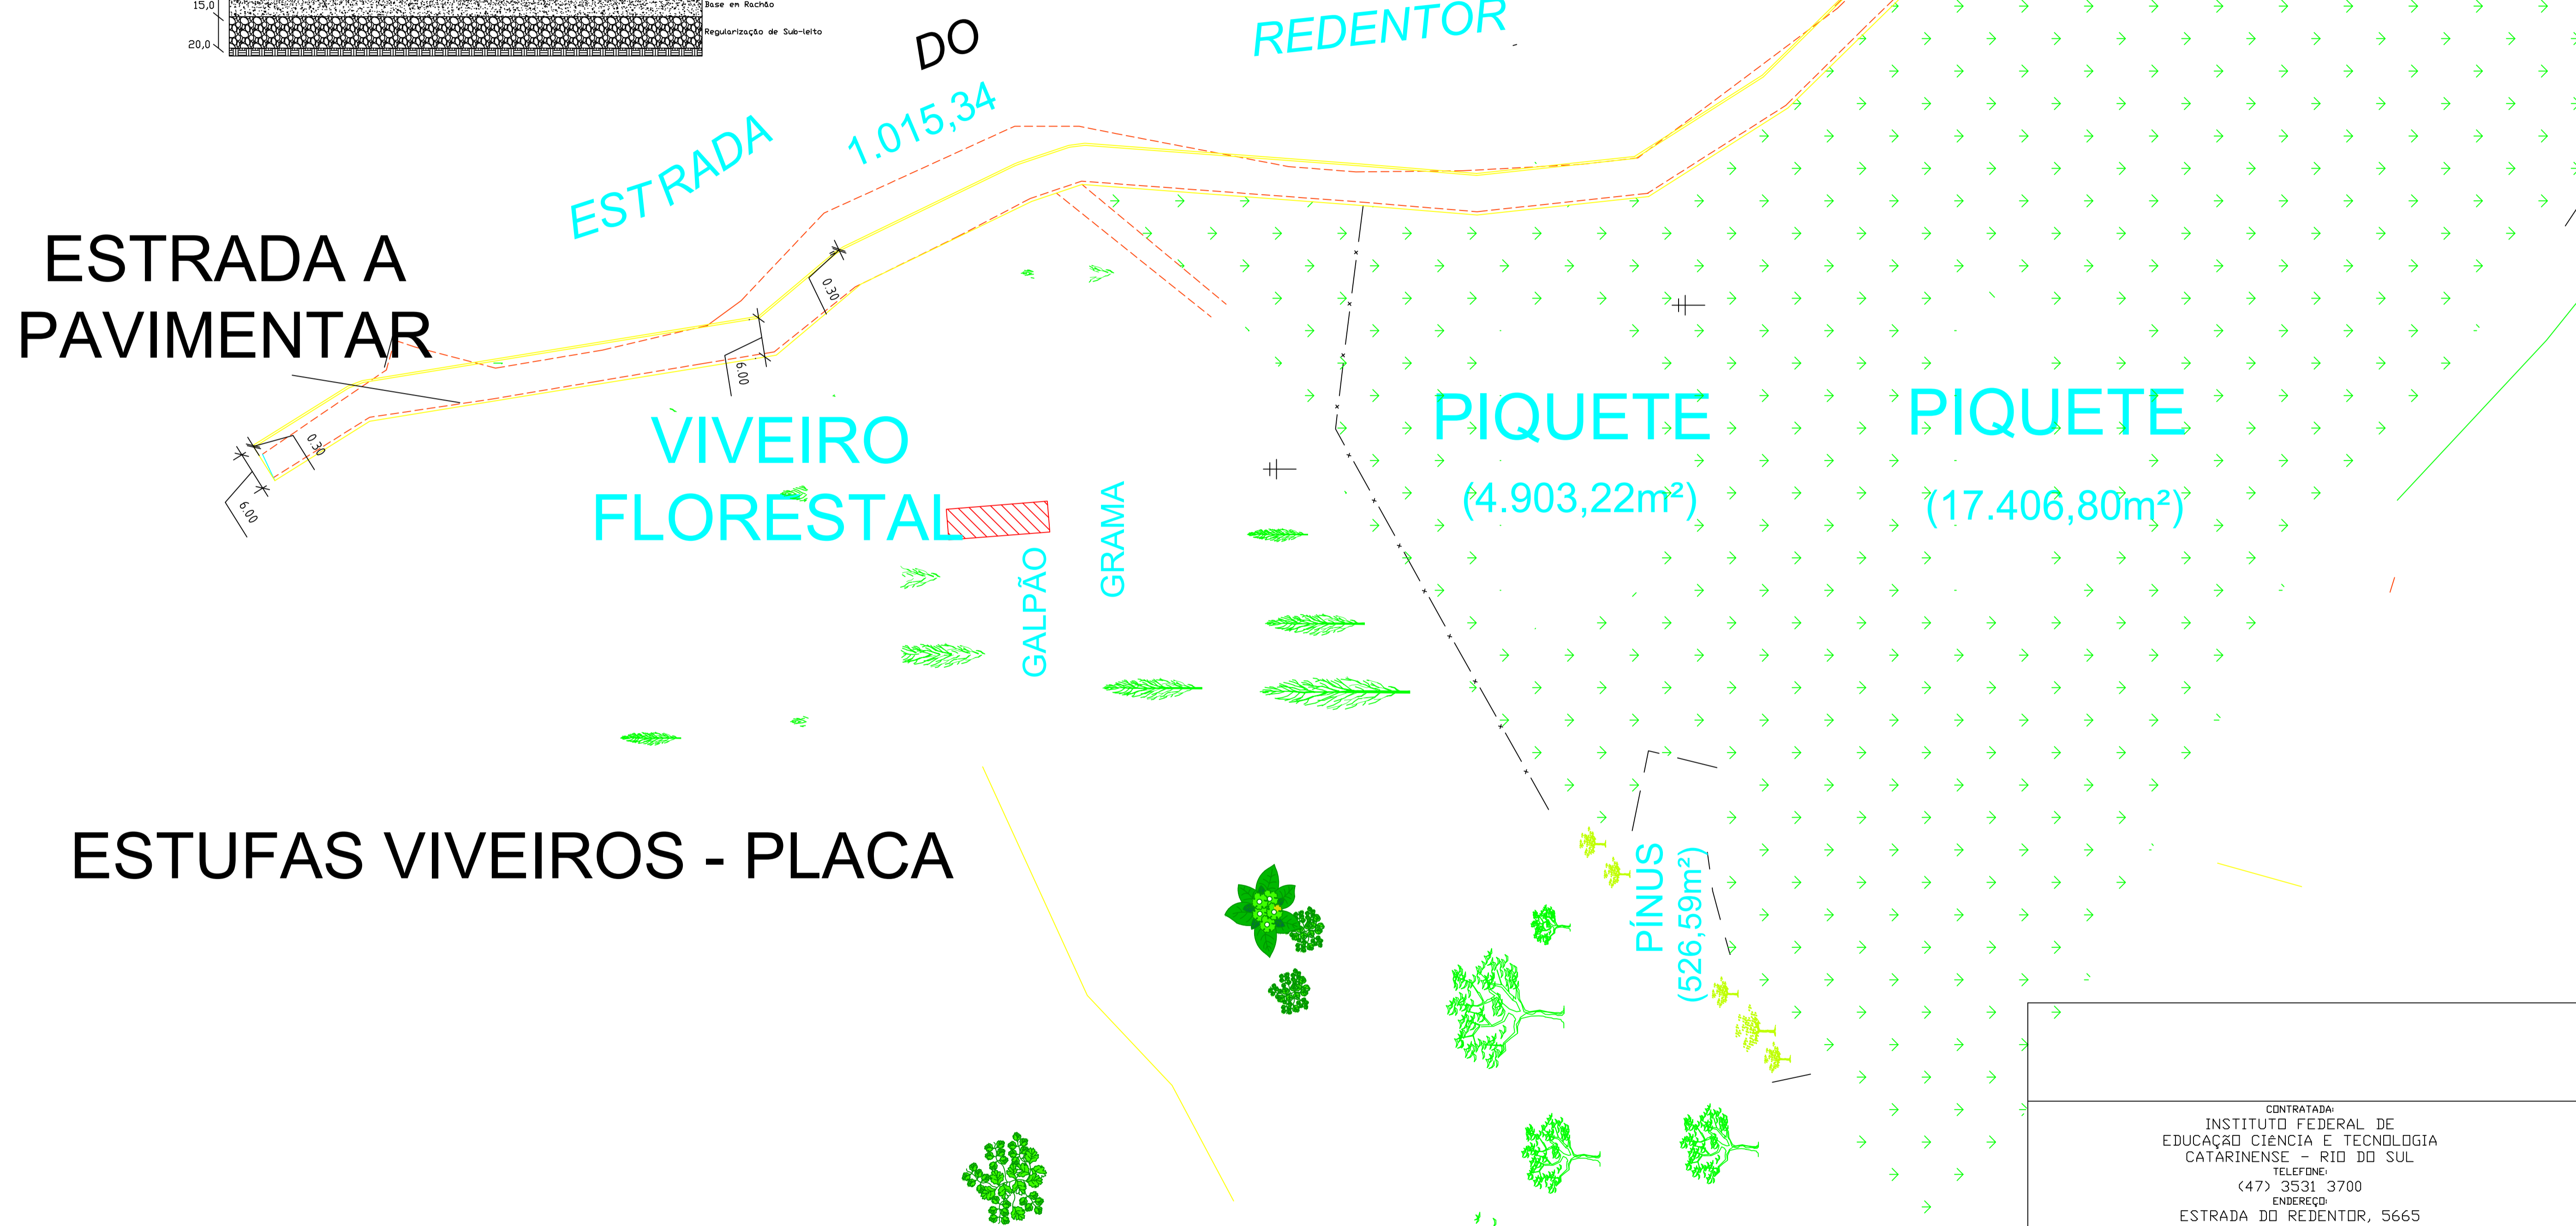 15,0
Base em Rachão
20,0
Regularização de Sub-leito
ESTRADA
DO
REDENTOR
1.015,34
ESTRADA A
PAVIMENTAR
0.30
6.00
0.30
6.00
VIVEIRO
FLORESTAL
GALPÃO
GRAMA
PIQUETE
(4.903,22m²)
PIQUETE
(17.406,80m²)
ESTUFAS VIVEIROS - PLACA
PÍNUS
(526,59m²)
CONTRATADA:
INSTITUTO FEDERAL DE
EDUCAÇÃO CIÊNCIA E TECNOLOGIA
CATARINENSE - RIO DO SUL
TELEFONE:
(47) 3531 3700
ENDEREÇO:
ESTRADA DO REDENTOR, 5665